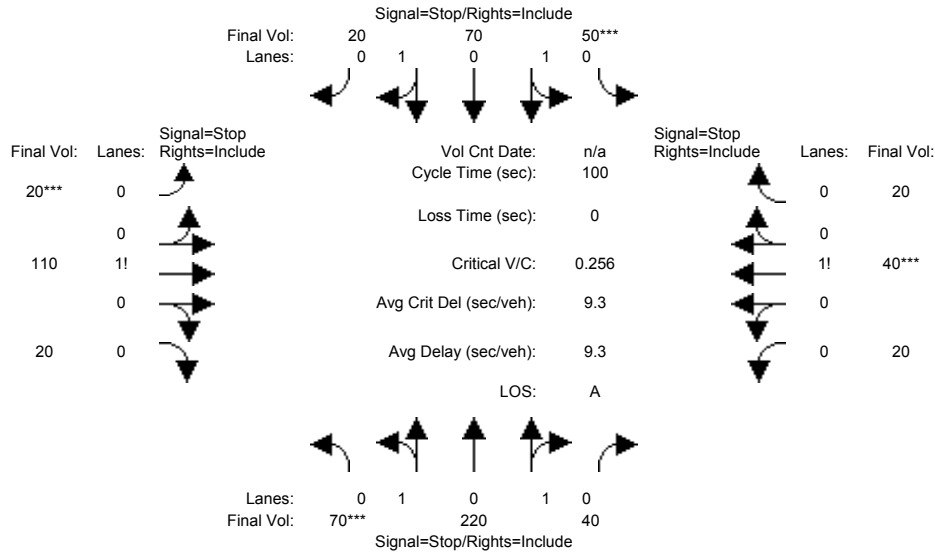 Signal=Stop/Rights=Include
Final Vol: 20 70 50***
Lanes: 0 1 0 1 0
Signal=Stop
Final Vol: Lanes: Rights=Include
Vol Cnt Date: n/a
Signal=Stop
Rights=Include Lanes: Final Vol:
Cycle Time (sec): 100
20*** 0
0 20
Loss Time (sec): 0
0
0
110 1!
Critical V/C: 0.256
1! 40***
0
Avg Crit Del (sec/veh): 9.3
0
20 0
Avg Delay (sec/veh): 9.3
0 20
LOS: A
Lanes: 0 1 0 1 0
Final Vol: 70*** 220 40
Signal=Stop/Rights=Include